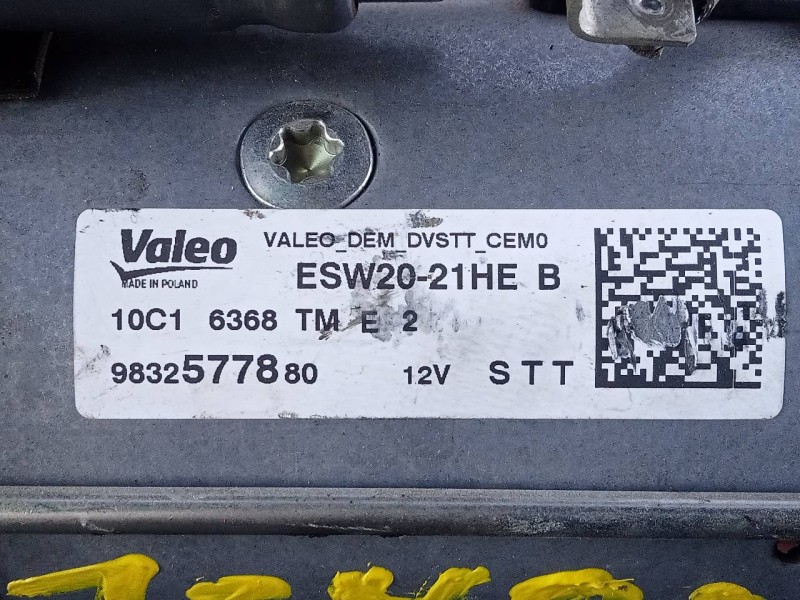 Valeo
MADE IN POLAND
VALEO_DEM_DVSTT_CEM0
ESW20-21HE B
10C1 6368 TM E 2
9832577880 12V STT